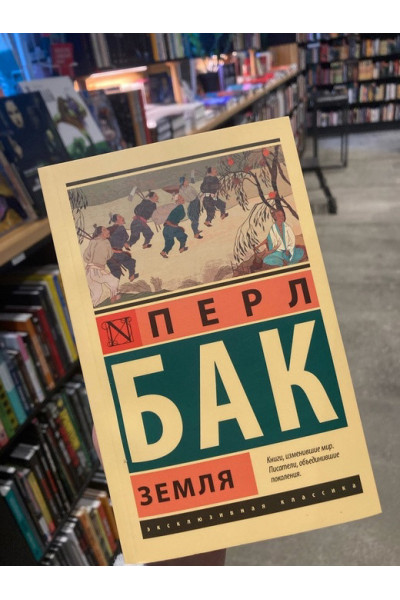 ПЕРЛ
БАК
ЗЕМЛЯ
Книги, изменившие мир.
Писатели, объединившие
поколения.
эксклюзивная классика